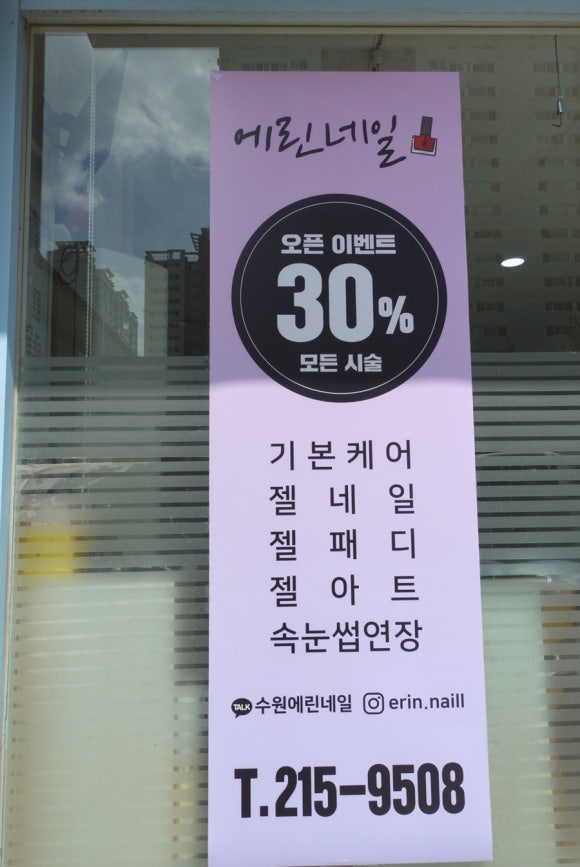 에린네일
오픈 이벤트
30%
모든 시술
기본케어
젤 네 일
젤 패 디
젤 아 트
속눈썹연장
TALK 수원에린네일 erin.naill
T.215-9508